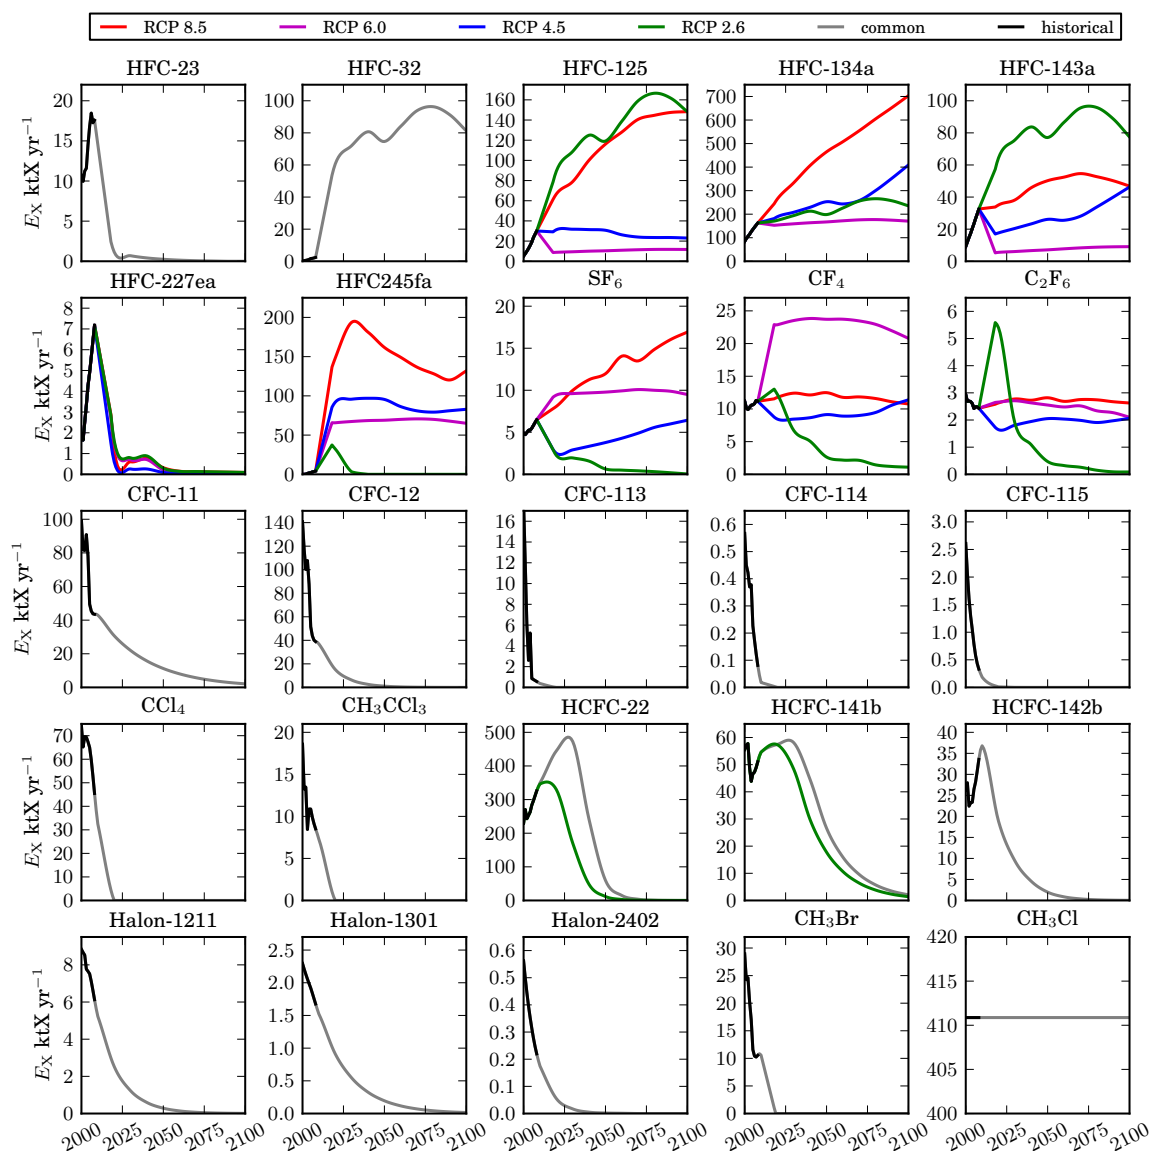 RCP 8.5 RCP 6.0 RCP 4.5 RCP 2.6 common historical
HFC-23 HFC-32 HFC-125 HFC-134a HFC-143a
E_X ktX yr⁻¹
20 15 10 5 0
100 80 60 40 20 0
160 140 120 100 80 60 40 20 0
700 600 500 400 300 200 100 0
100 80 60 40 20 0
HFC-227ea HFC245fa SF₆ CF₄ C₂F₆
E_X ktX yr⁻¹
8 7 6 5 4 3 2 1 0
200 150 100 50 0
20 15 10 5 0
25 20 15 10 5 0
6 5 4 3 2 1 0
CFC-11 CFC-12 CFC-113 CFC-114 CFC-115
E_X ktX yr⁻¹
100 80 60 40 20 0
140 120 100 80 60 40 20 0
16 14 12 10 8 6 4 2 0
0.6 0.5 0.4 0.3 0.2 0.1 0.0
3.0 2.5 2.0 1.5 1.0 0.5 0.0
CCl₄ CH₃CCl₃ HCFC-22 HCFC-141b HCFC-142b
E_X ktX yr⁻¹
70 60 50 40 30 20 10 0
20 15 10 5 0
500 400 300 200 100 0
60 50 40 30 20 10 0
40 35 30 25 20 15 10 5 0
Halon-1211 Halon-1301 Halon-2402 CH₃Br CH₃Cl
E_X ktX yr⁻¹
8 6 4 2 0
2.5 2.0 1.5 1.0 0.5 0.0
0.6 0.5 0.4 0.3 0.2 0.1 0.0
30 25 20 15 10 5 0
420 415 410 405 400
2000 2025 2050 2075 2100 2000 2025 2050 2075 2100 2000 2025 2050 2075 2100 2000 2025 2050 2075 2100 2000 2025 2050 2075 2100